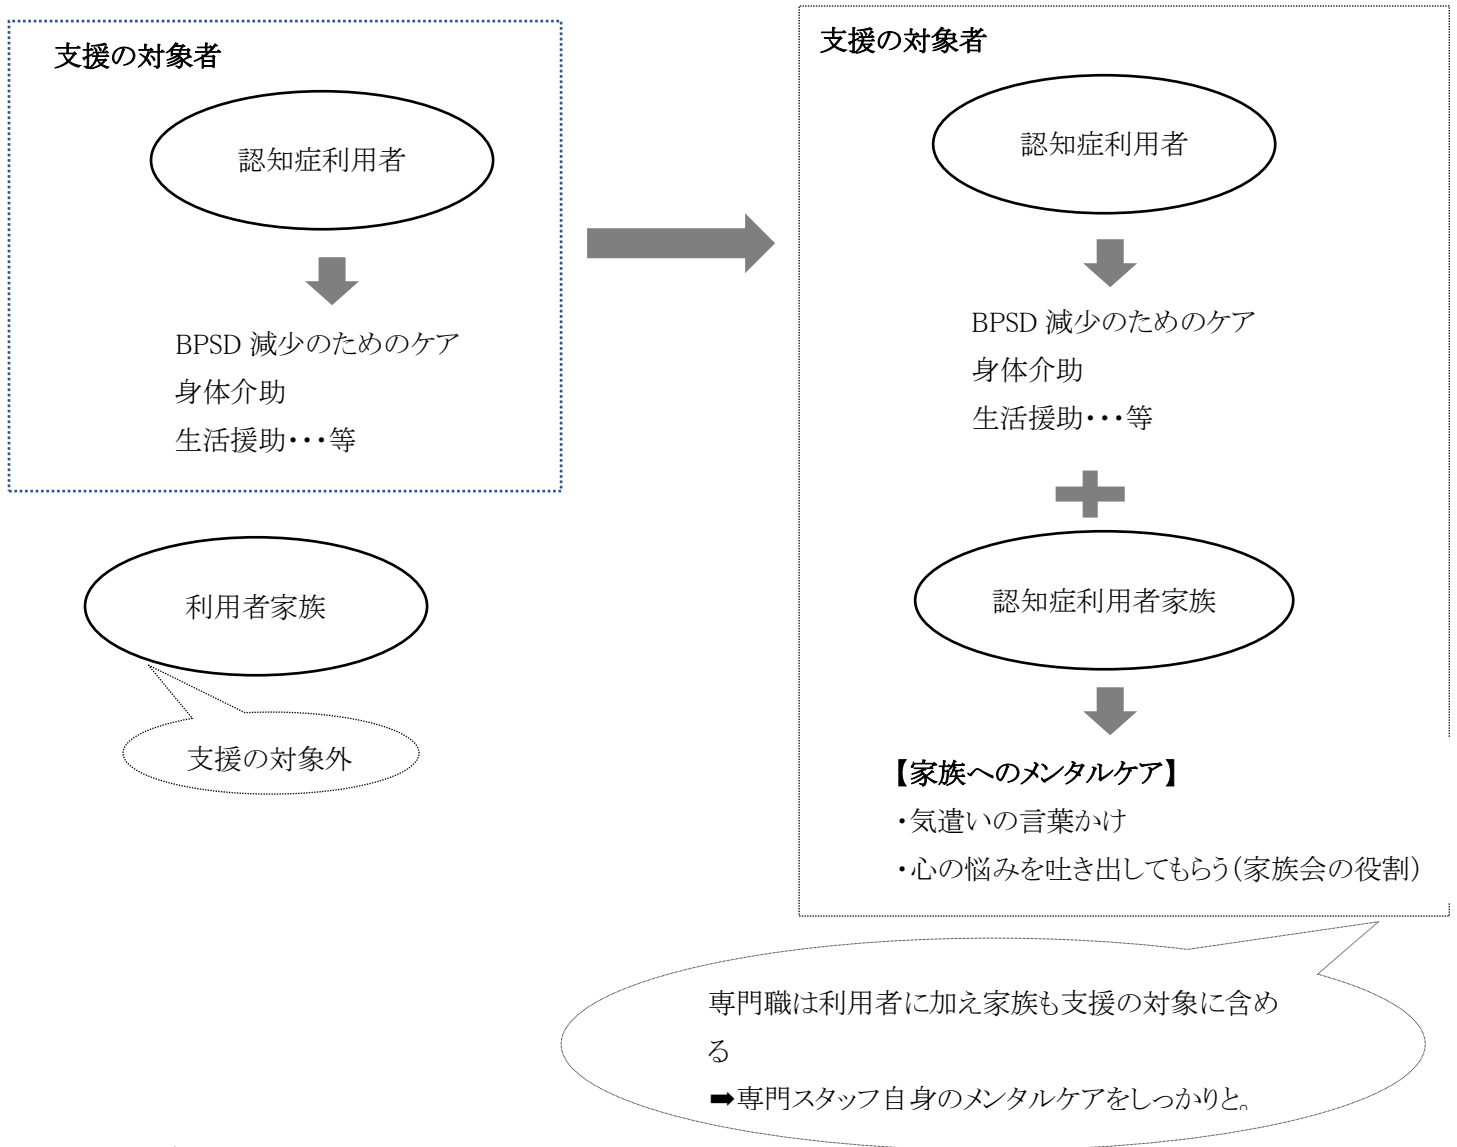 支援の対象者
認知症利用者
BPSD 減少のためのケア
身体介助
生活援助・・・等
利用者家族
支援の対象外
支援の対象者
認知症利用者
BPSD 減少のためのケア
身体介助
生活援助・・・等
認知症利用者家族
【家族へのメンタルケア】
・気遣いの言葉かけ
・心の悩みを吐き出してもらう(家族会の役割)
専門職は利用者に加え家族も支援の対象に含め
る
➡専門スタッフ自身のメンタルケアをしっかりと。